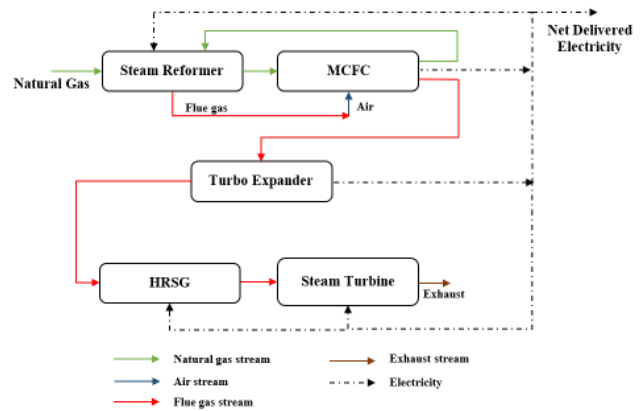 Net Delivered
Electricity
Steam Reformer
MCFC
Natural Gas
Flue gas
Air
Turbo Expander
HRSG
Steam Turbine
Exhaust
Natural gas stream
Exhaust stream
Air stream
Electricity
Flue gas stream